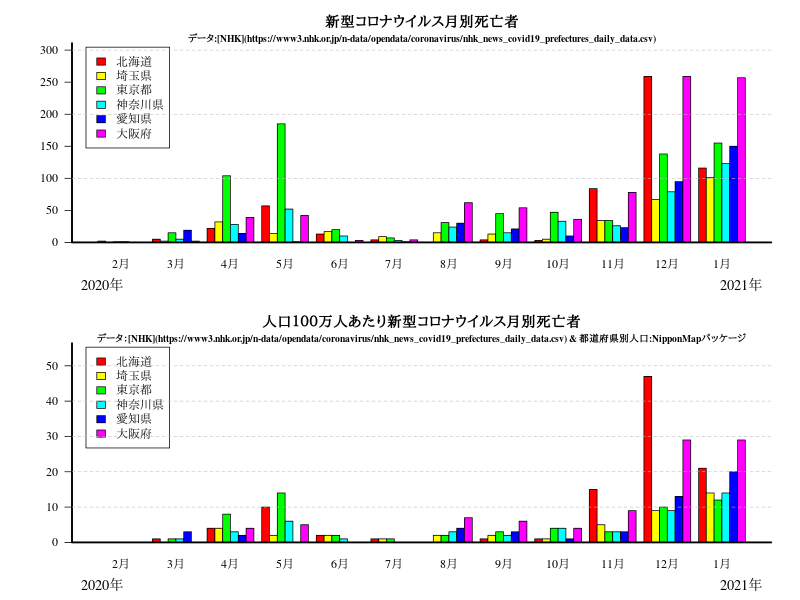 新型コロナウイルス月別死亡者
データ:[NHK](https://www3.nhk.or.jp/n-data/opendata/coronavirus/nhk_news_covid19_prefectures_daily_data.csv)
300
250
200
150
100
50
0
北海道
埼玉県
東京都
神奈川県
愛知県
大阪府
2月 3月 4月 5月 6月 7月 8月 9月 10月 11月 12月 1月
2020年 2021年
人口100万人あたり新型コロナウイルス月別死亡者
データ:[NHK](https://www3.nhk.or.jp/n-data/opendata/coronavirus/nhk_news_covid19_prefectures_daily_data.csv) & 都道府県別人口:NipponMapパッケージ
50
40
30
20
10
0
北海道
埼玉県
東京都
神奈川県
愛知県
大阪府
2月 3月 4月 5月 6月 7月 8月 9月 10月 11月 12月 1月
2020年 2021年